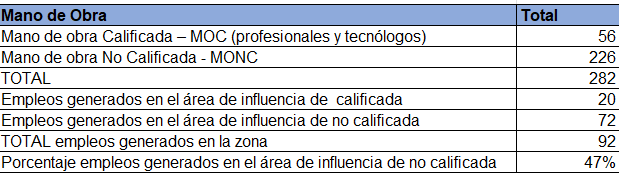 Mano de Obra Total
Mano de obra Calificada – MOC (profesionales y tecnólogos) 56
Mano de obra No Calificada - MONC 226
TOTAL 282
Empleos generados en el área de influencia de  calificada 20
Empleos generados en el área de influencia de no calificada 72
TOTAL empleos generados en la zona 92
Porcentaje empleos generados en el área de influencia de no calificada 47%